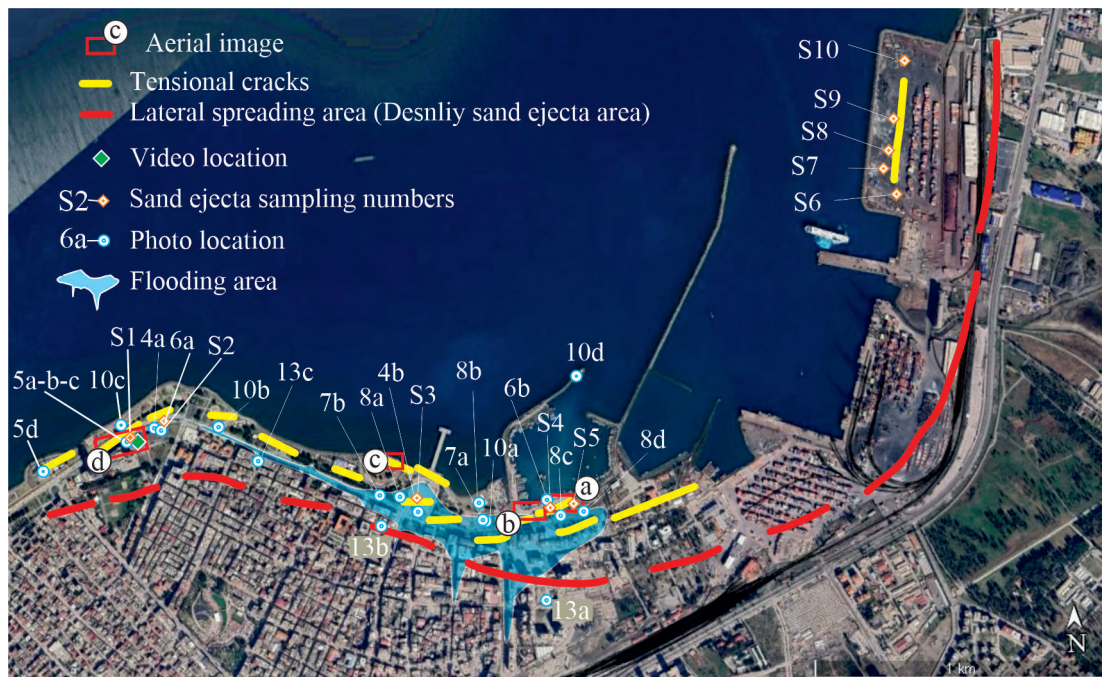 c Aerial image
Tensional cracks
Lateral spreading area (Desnliy sand ejecta area)
Video location
S2 Sand ejecta sampling numbers
6a Photo location
Flooding area
S10
S9
S8
S7
S6
S1 4a 6a S2
5a-b-c 10c
5d
d
10b
13c
7b
8a
4b
S3
c
7a
8b
10a
6b
10d
S4
8c
S5
8d
a
b
13b
13a
N
1 km